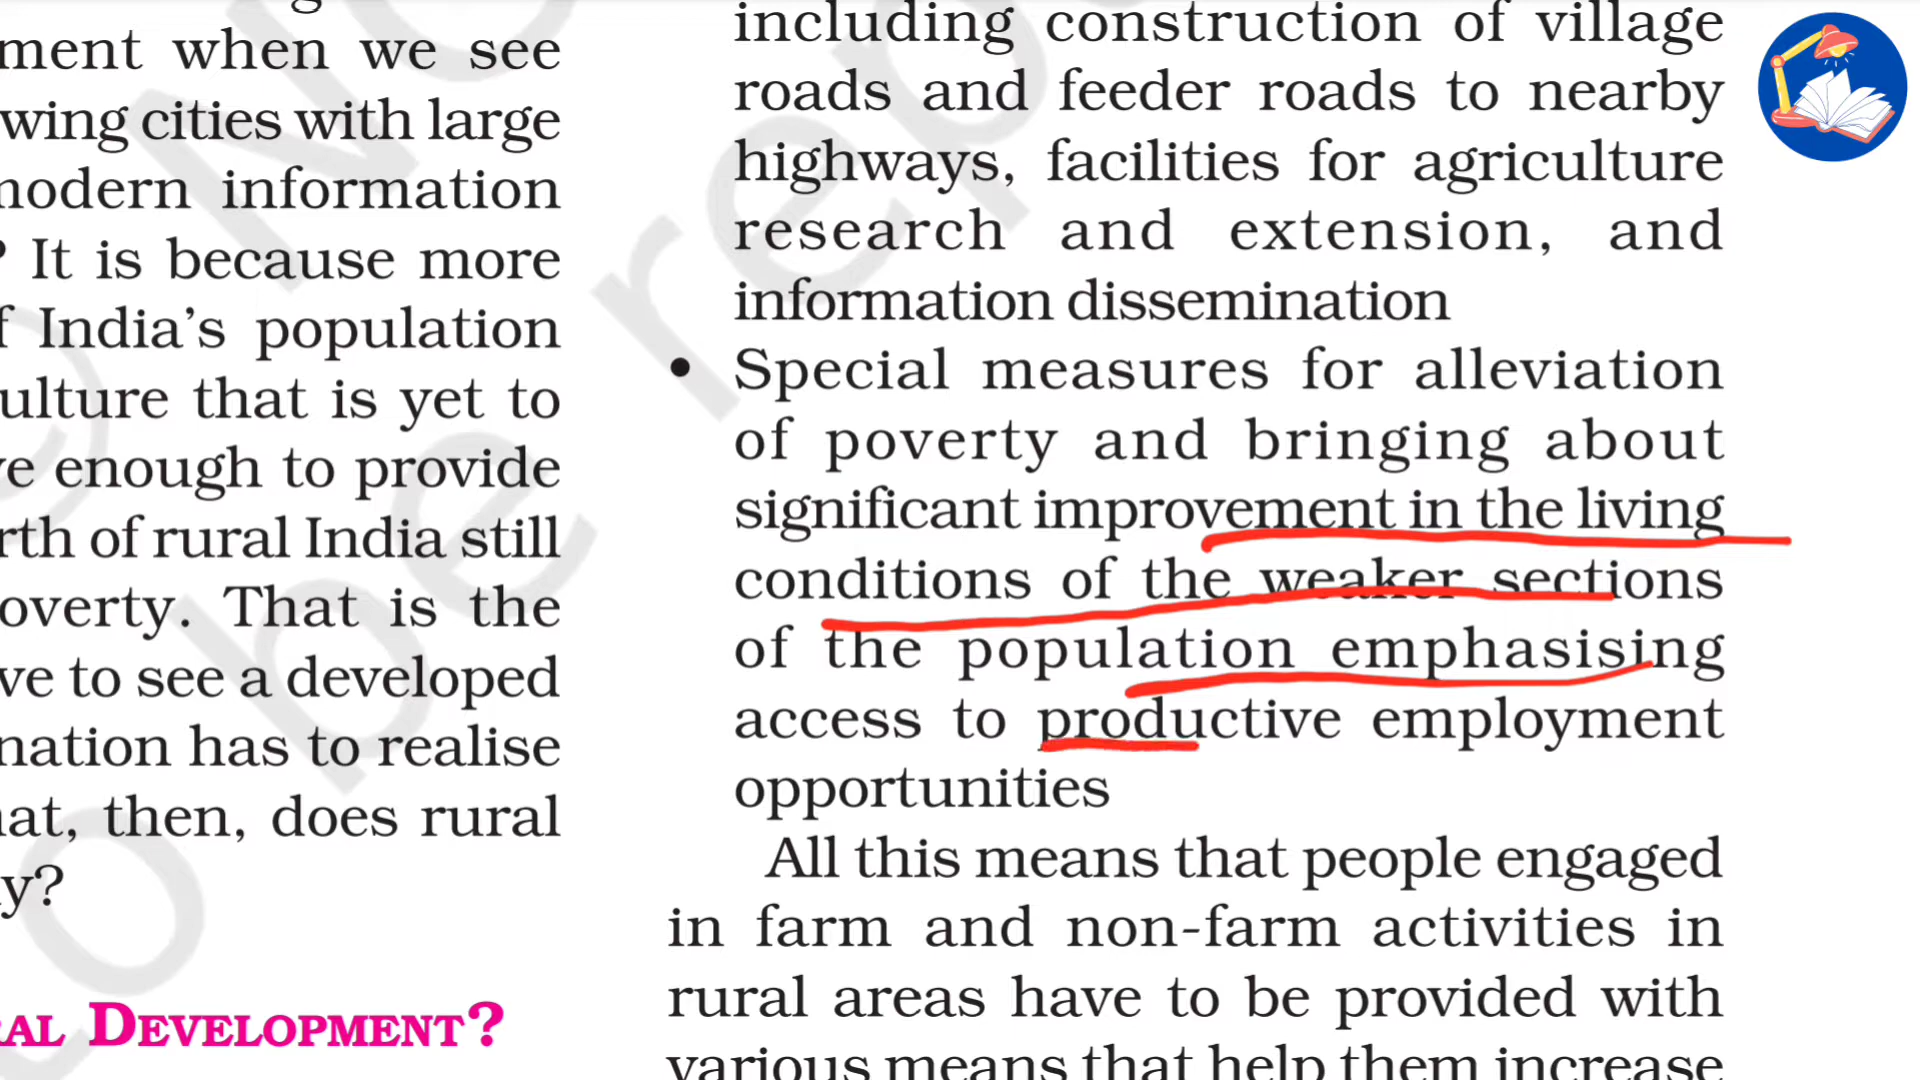 ment when we see
wing cities with large
modern information
? It is because more
f India's population
ulture that is yet to
ve enough to provide
rth of rural India still
overty. That is the
ve to see a developed
nation has to realise
hat, then, does rural
y?
RAL DEVELOPMENT?
including construction of village
roads and feeder roads to nearby
highways, facilities for agriculture
research and extension, and
information dissemination
• Special measures for alleviation
of poverty and bringing about
significant improvement in the living
conditions of the weaker sections
of the population emphasising
access to productive employment
opportunities
All this means that people engaged
in farm and non-farm activities in
rural areas have to be provided with
various means that help them increase